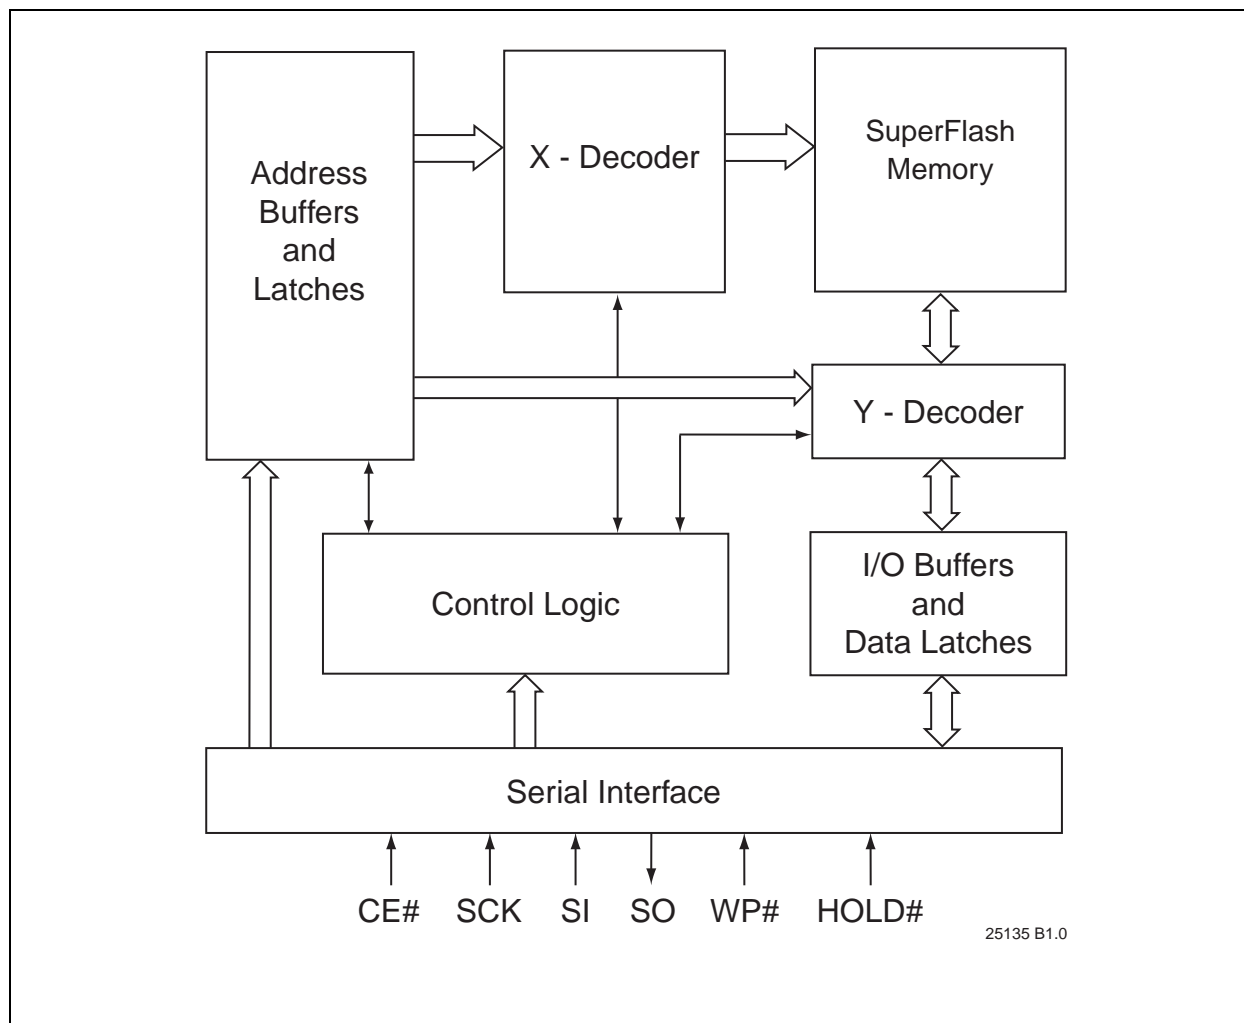 Address
Buffers
and
Latches
X - Decoder
SuperFlash
Memory
Y - Decoder
Control Logic
I/O Buffers
and
Data Latches
Serial Interface
CE# SCK SI SO WP# HOLD#
25135 B1.0